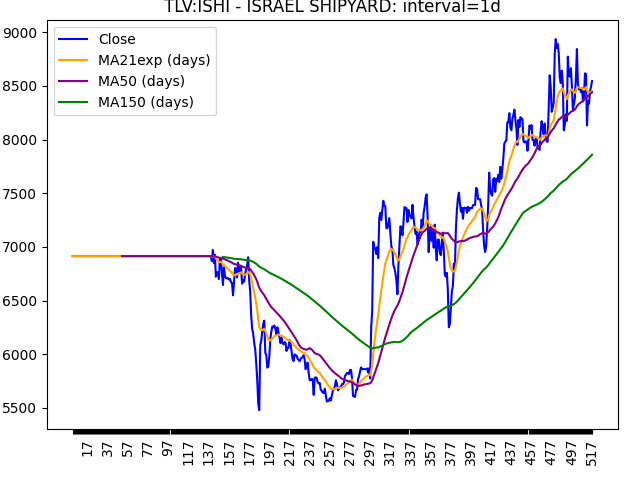 TLV:ISHI - ISRAEL SHIPYARD: interval=1d
Close
MA21exp (days)
MA50 (days)
MA150 (days)
9000
8500
8000
7500
7000
6500
6000
5500
17 37 57 77 97 117 137 157 177 197 217 237 257 277 297 317 337 357 377 397 417 437 457 477 497 517